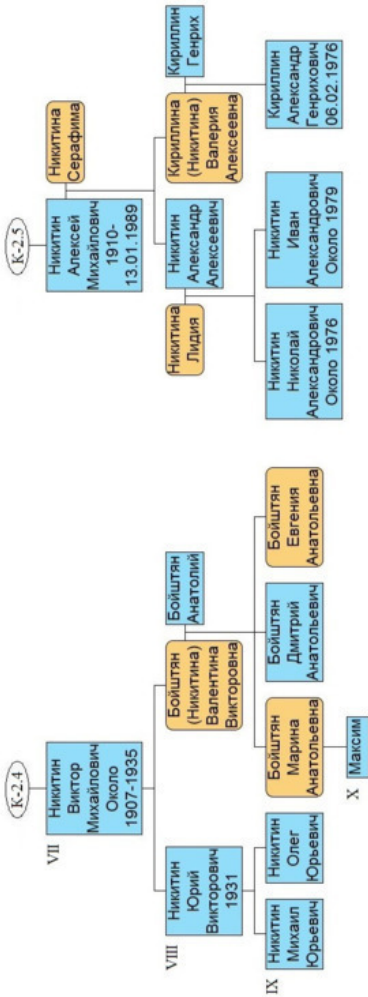 К-2.4
VII
Никитин
Виктор
Михайлович
Около
1907-1935
VIII
Никитин
Юрий
Викторович
1931
Бойштян
(Никитина)
Валентина
Викторовна
Бойштян
Анатолий
IX
Никитин
Михаил
Юрьевич
Никитин
Олег
Юрьевич
Бойштян
Марина
Анатольевна
Бойштян
Дмитрий
Анатольевич
Бойштян
Евгения
Анатольевна
X
Максим
К-2.5
Никитин
Алексей
Михайлович
1910-
13.01.1989
Никитина
Серафима
Никитина
Лидия
Никитин
Александр
Алексеевич
Кириллина
(Никитина)
Валерия
Алексеевна
Кириллин
Генрих
Никитин
Николай
Александрович
Около 1976
Никитин
Иван
Александрович
Около 1979
Кириллин
Александр
Генрихович
06.02.1976